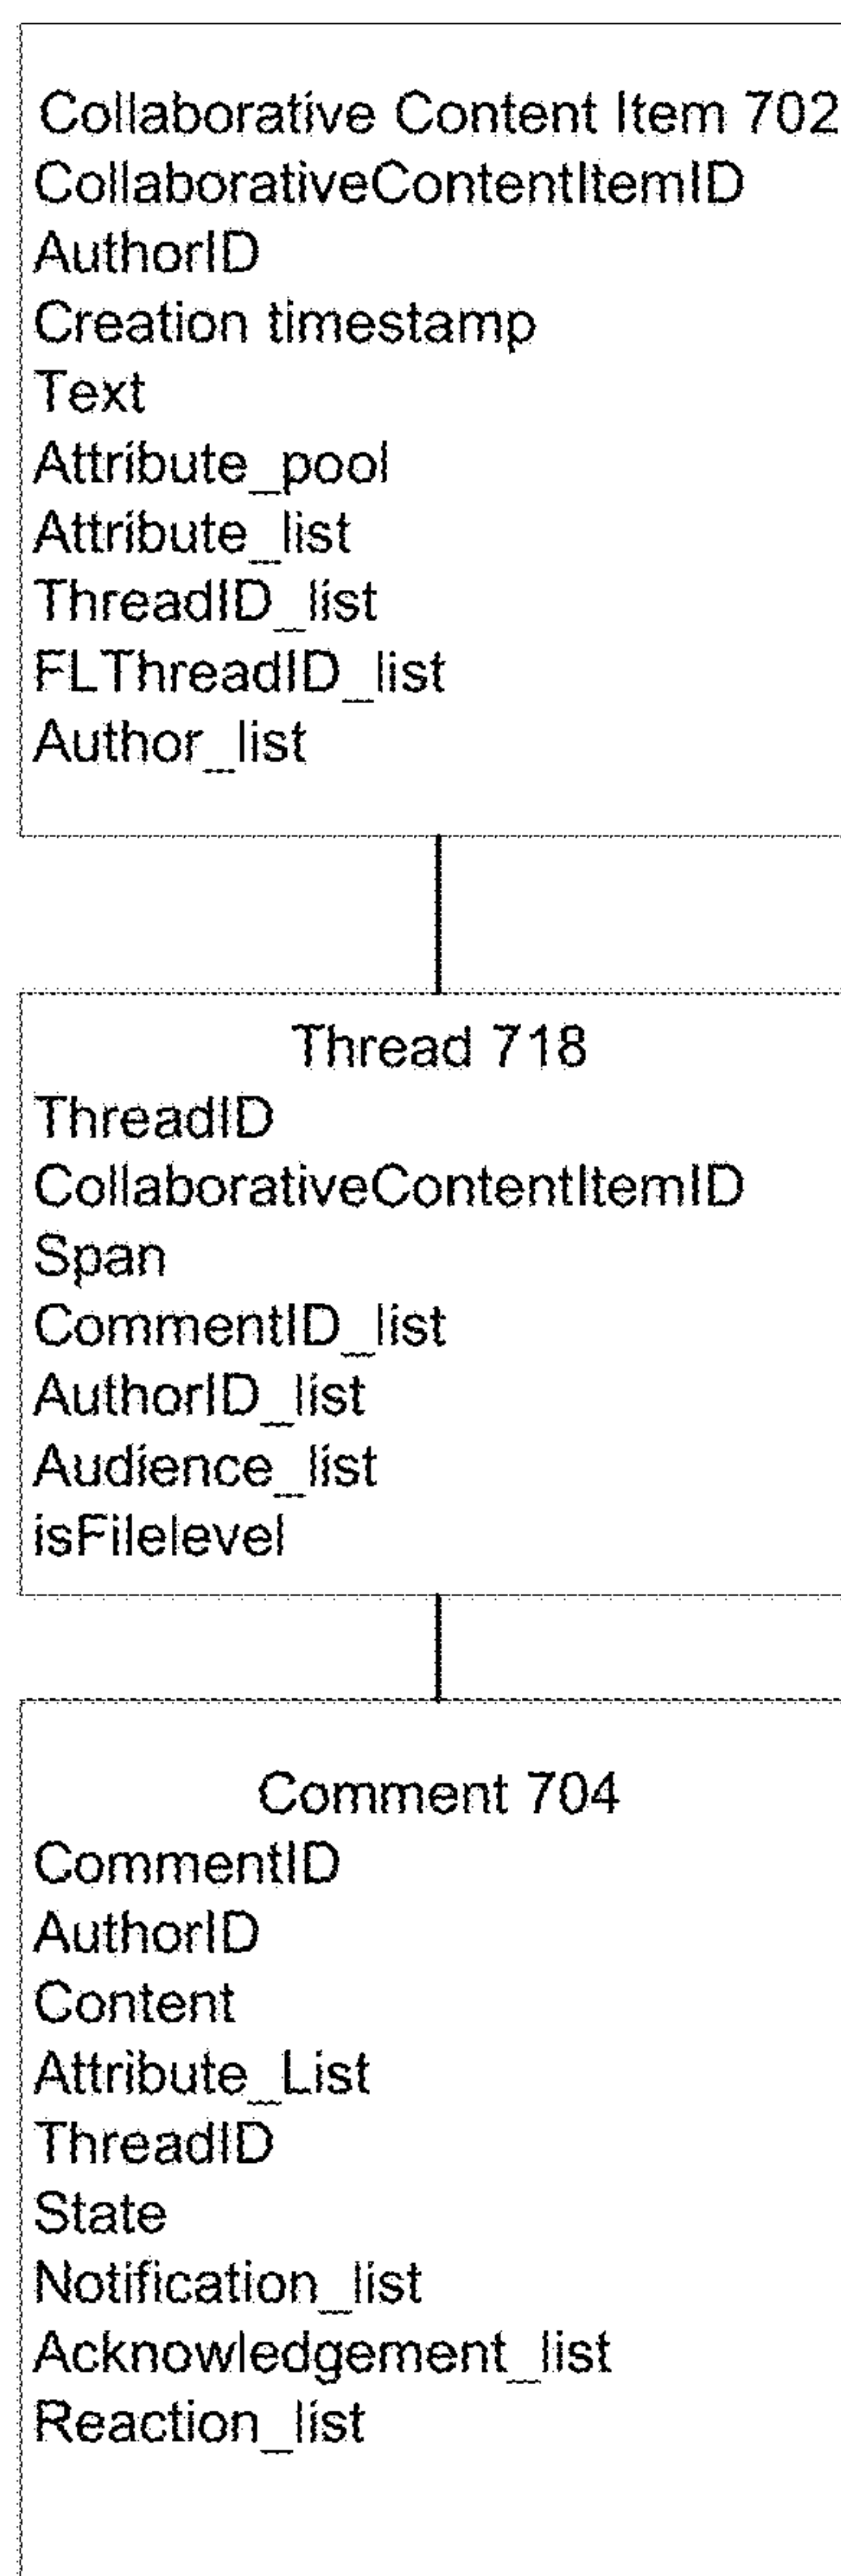 Collaborative Content Item 702
CollaborativeContentItemID
AuthorID
Creation timestamp
Text
Attribute_pool
Attribute_list
ThreadID_list
FLThreadID_list
Author_list
Thread 718
ThreadID
CollaborativeContentItemID
Span
CommentID_list
AuthorID_list
Audience_list
isFilelevel
Comment 704
CommentID
AuthorID
Content
Attribute_List
ThreadID
State
Notification_list
Acknowledgement_list
Reaction_list